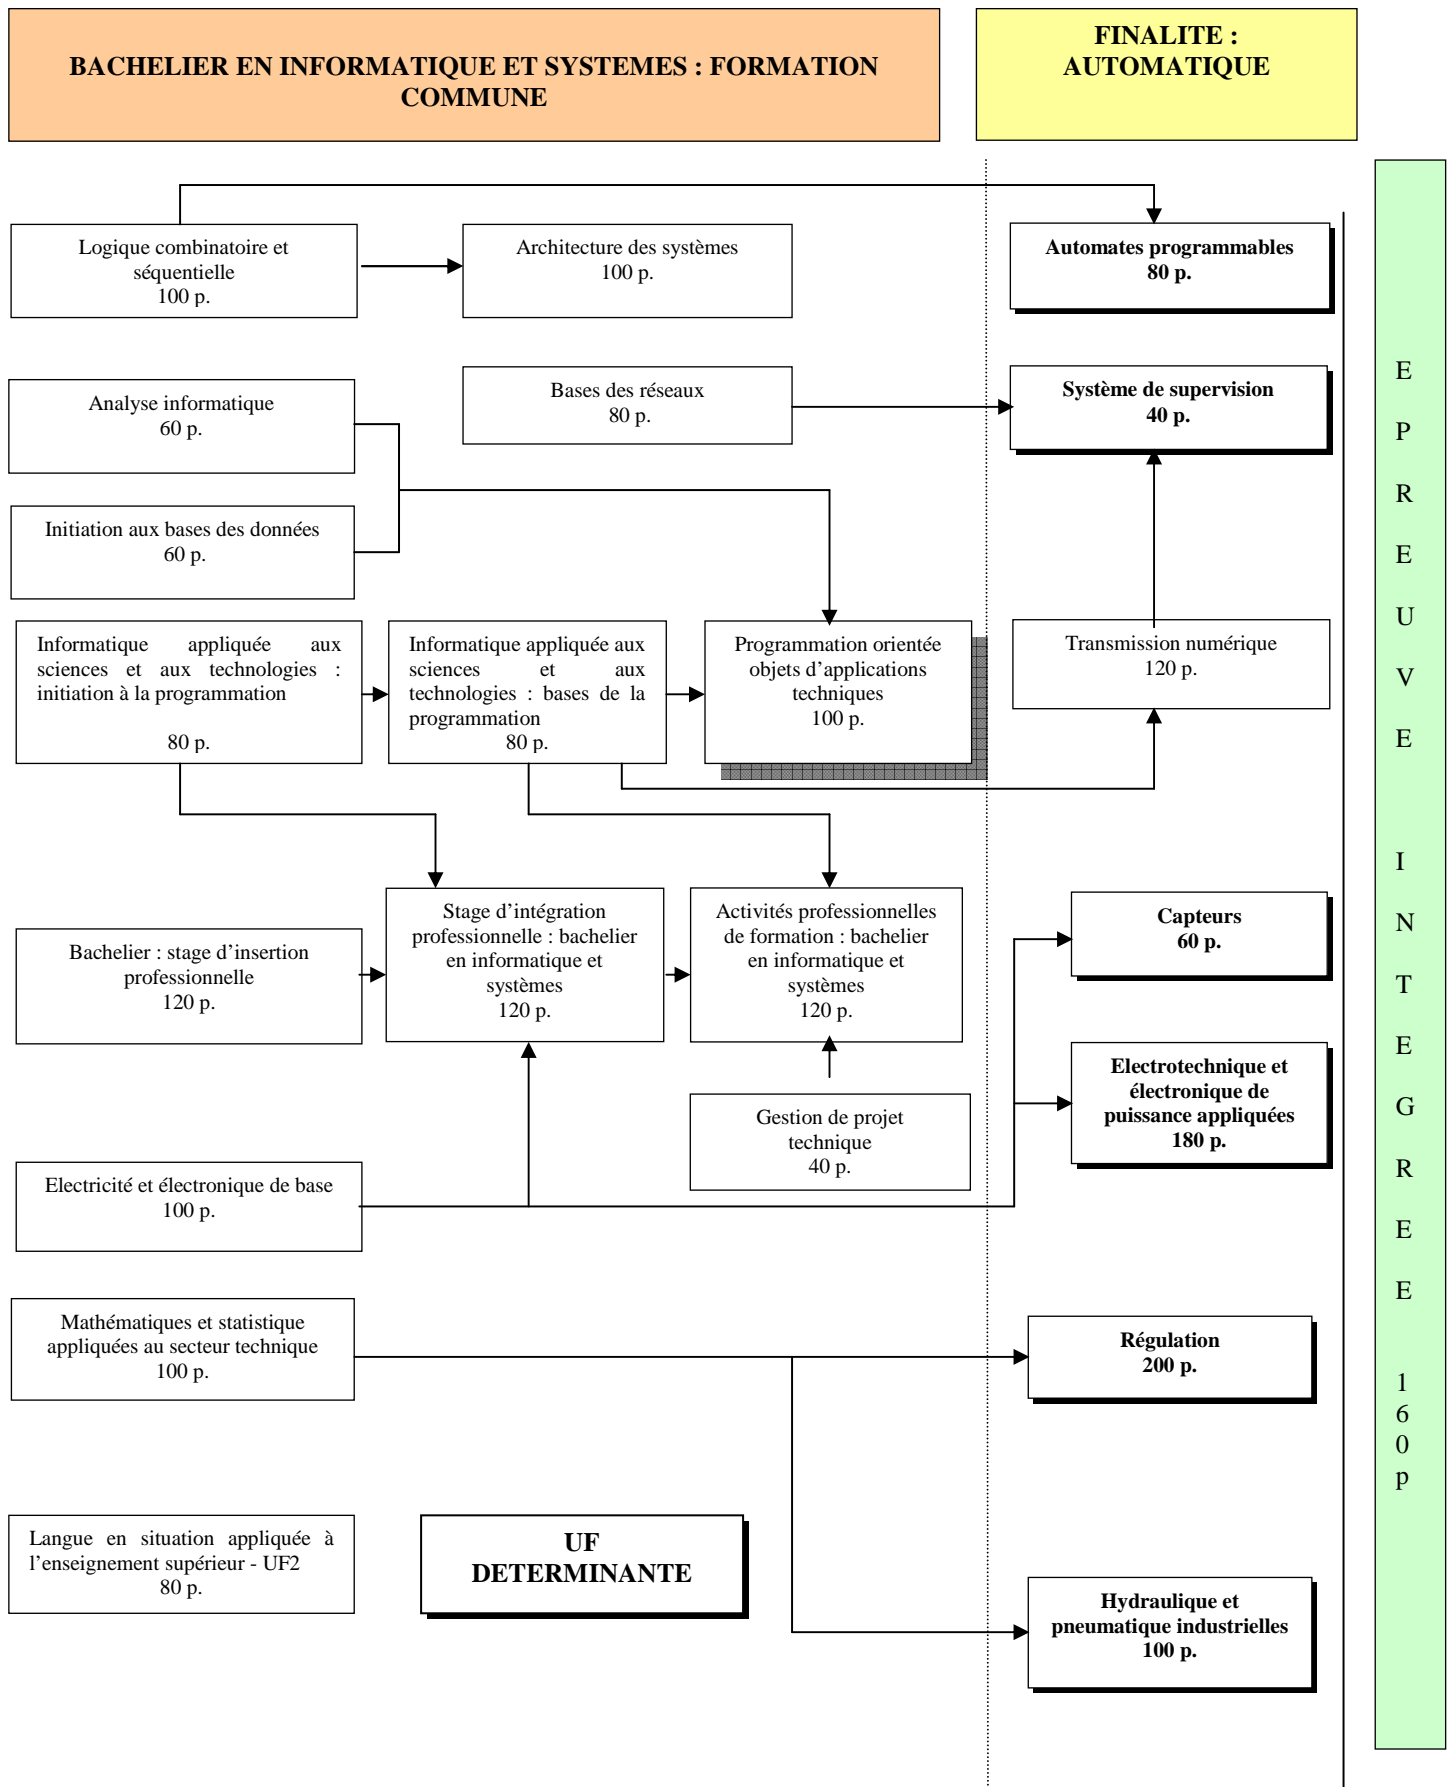 BACHELIER EN INFORMATIQUE ET SYSTEMES : FORMATION
COMMUNE
FINALITE :
AUTOMATIQUE
Logique combinatoire et
séquentielle
100 p.
Architecture des systèmes
100 p.
Automates programmables
80 p.
Analyse informatique
60 p.
Bases des réseaux
80 p.
Système de supervision
40 p.
Initiation aux bases des données
60 p.
Informatique appliquée aux
sciences et aux technologies :
initiation à la programmation
80 p.
Informatique appliquée aux
sciences et aux
technologies : bases de la
programmation
80 p.
Programmation orientée
objets d’applications
techniques
100 p.
Transmission numérique
120 p.
Bachelier : stage d’insertion
professionnelle
120 p.
Stage d’intégration
professionnelle : bachelier
en informatique et
systèmes
120 p.
Activités professionnelles
de formation : bachelier
en informatique et
systèmes
120 p.
Capteurs
60 p.
Electrotechnique et
électronique de
puissance appliquées
180 p.
Gestion de projet
technique
40 p.
Electricité et électronique de base
100 p.
Mathématiques et statistique
appliquées au secteur technique
100 p.
Régulation
200 p.
Langue en situation appliquée à
l’enseignement supérieur - UF2
80 p.
UF
DETERMINANTE
Hydraulique et
pneumatique industrielles
100 p.
E
P
R
E
U
V
E
I
N
T
E
G
R
E
E
1
6
0
p